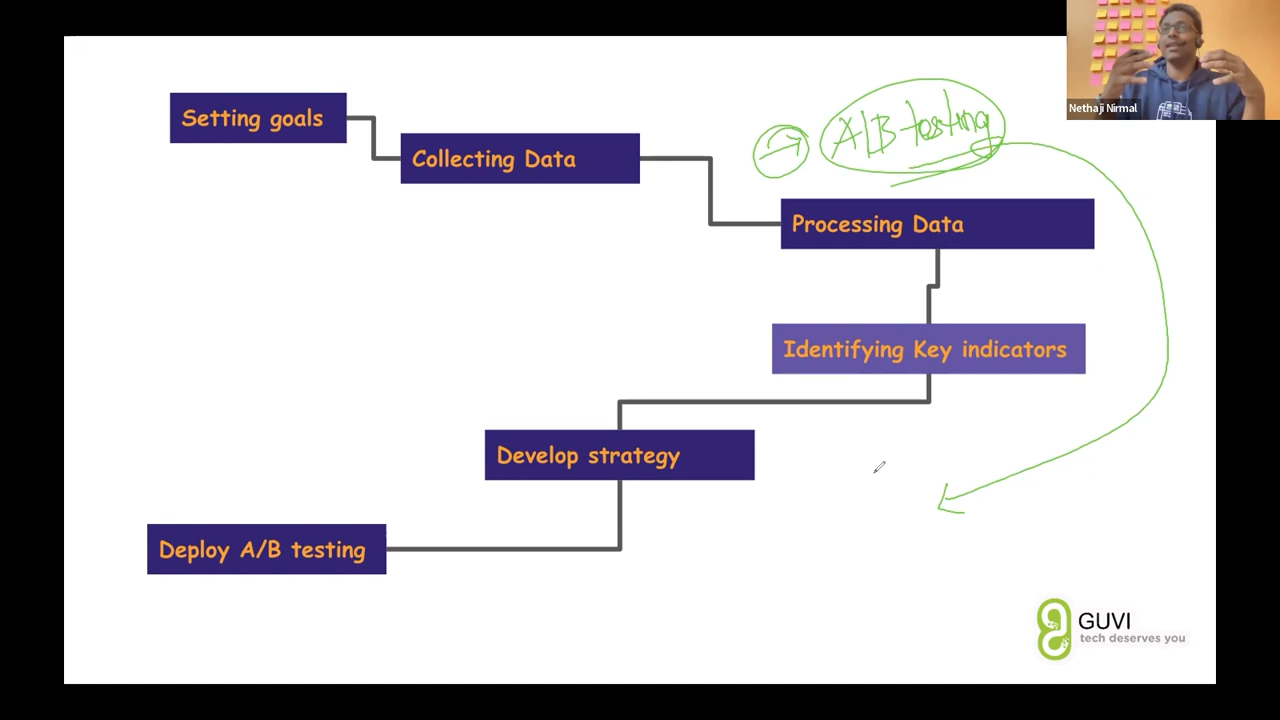 Nethaji Nirmal
Setting goals
A/B testing
Collecting Data
Processing Data
Identifying Key indicators
Develop strategy
Deploy A/B testing
GUVI
tech deserves you